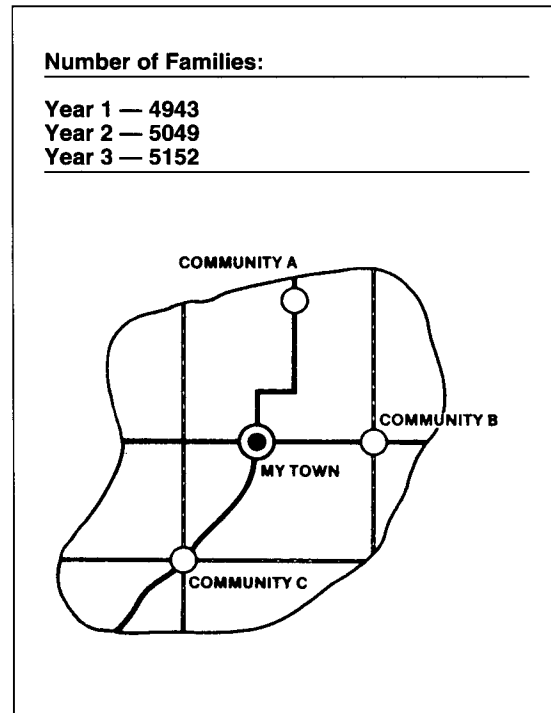 Number of Families:
Year 1 — 4943
Year 2 — 5049
Year 3 — 5152
COMMUNITY A
COMMUNITY B
MY TOWN
COMMUNITY C